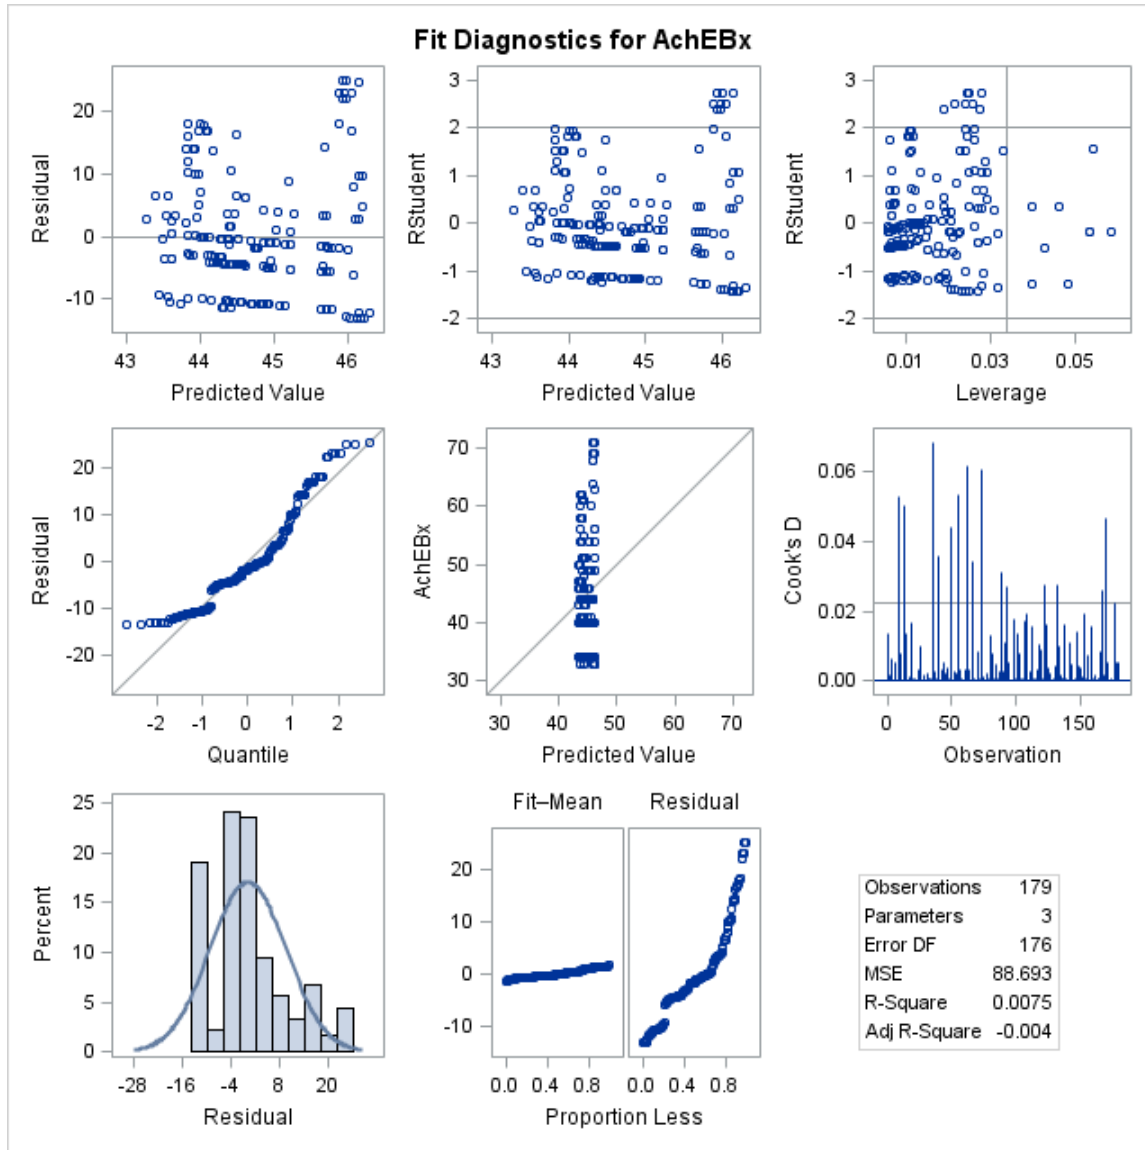 Fit Diagnostics for AchEBx
Residual
20
10
0
-10
43 44 45 46
Predicted Value
RStudent
3
2
1
0
-1
-2
43 44 45 46
Predicted Value
RStudent
3
2
1
0
-1
-2
0.01 0.03 0.05
Leverage
Residual
20
10
0
-10
-20
-2 -1 0 1 2
Quantile
AchEBx
70
60
50
40
30
30 40 50 60 70
Predicted Value
Cook's D
0.06
0.04
0.02
0.00
0 50 100 150
Observation
Percent
25
20
15
10
5
0
-28 -16 -4 8 20
Residual
Fit–Mean Residual
20
10
0
-10
0.0 0.4 0.8 0.0 0.4 0.8
Proportion Less
Observations 179
Parameters 3
Error DF 176
MSE 88.693
R-Square 0.0075
Adj R-Square -0.004